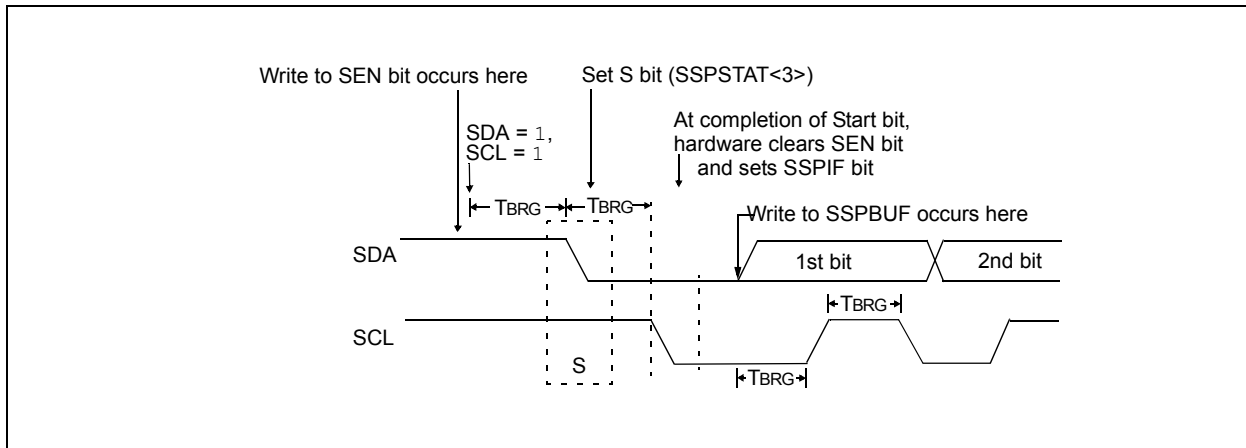 Write to SEN bit occurs here
Set S bit (SSPSTAT<3>)
SDA = 1,
SCL = 1
At completion of Start bit,
hardware clears SEN bit
and sets SSPIF bit
TBRG
TBRG
Write to SSPBUF occurs here
SDA
1st bit
2nd bit
TBRG
SCL
S
TBRG